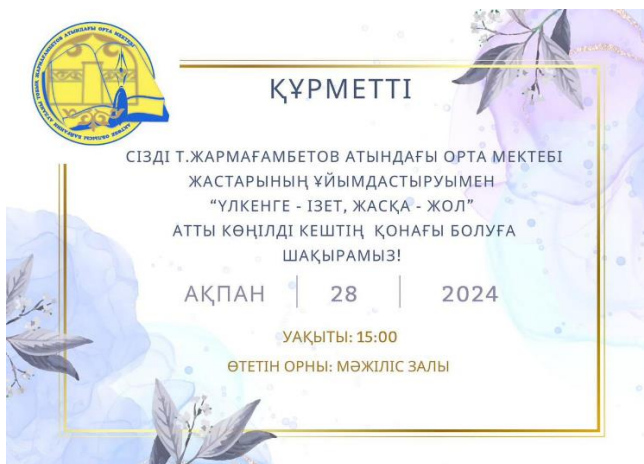 ҚҰРМЕТТІ
СІЗДІ Т.ЖАРМАҒАМБЕТОВ АТЫНДАҒЫ ОРТА МЕКТЕБІ
ЖАСТАРЫНЫҢ ҰЙЫМДАСТЫРУЫМЕН
“ҮЛКЕНГЕ - ІЗЕТ, ЖАСҚА - ЖОЛ”
АТТЫ КӨҢІЛДІ КЕШТІҢ ҚОНАҒЫ БОЛУҒА
ШАҚЫРАМЫЗ!
АҚПАН 28 2024
УАҚЫТЫ: 15:00
ӨТЕТІН ОРНЫ: МӘЖІЛІС ЗАЛЫ